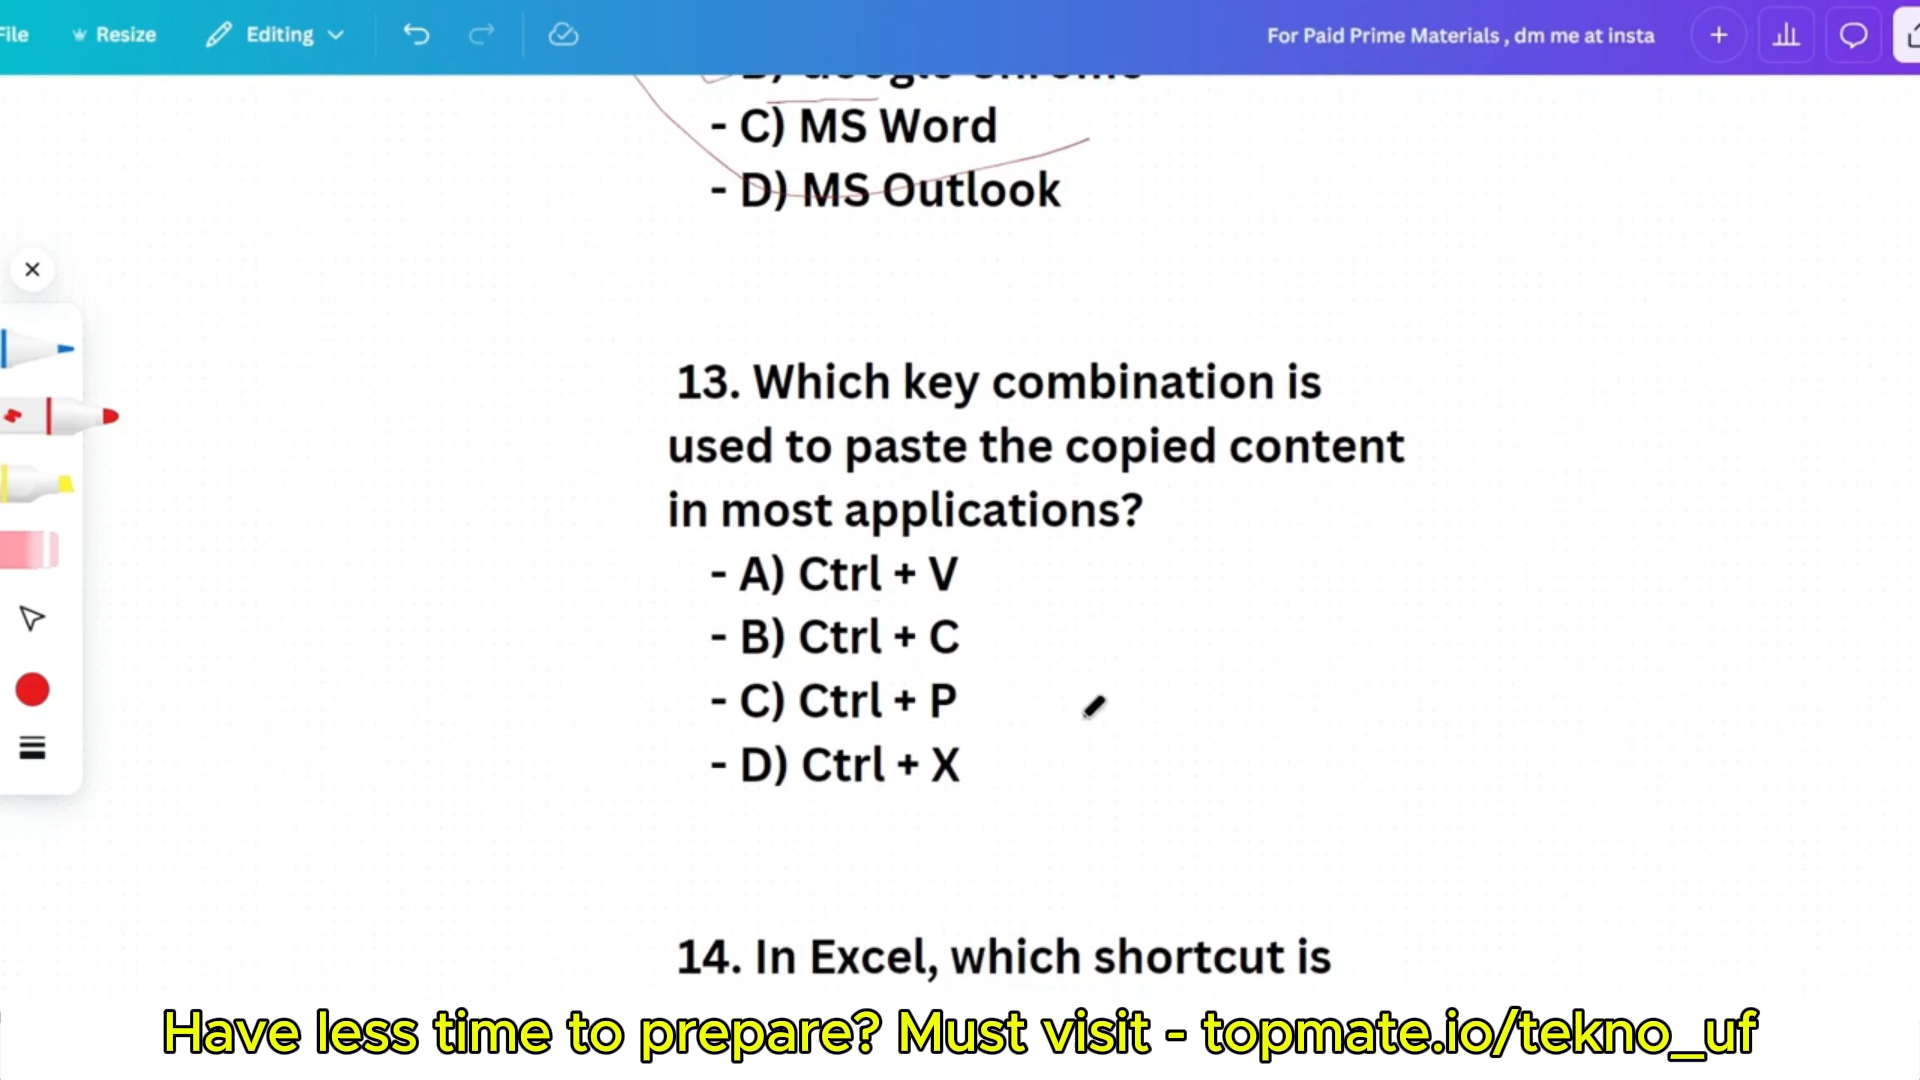 File Resize Editing For Paid Prime Materials , dm me at insta
B) Google Chrome
- C) MS Word
- D) MS Outlook
13. Which key combination is
used to paste the copied content
in most applications?
- A) Ctrl + V
- B) Ctrl + C
- C) Ctrl + P
- D) Ctrl + X
14. In Excel, which shortcut is
Have less time to prepare? Must visit - topmate.io/tekno_uf